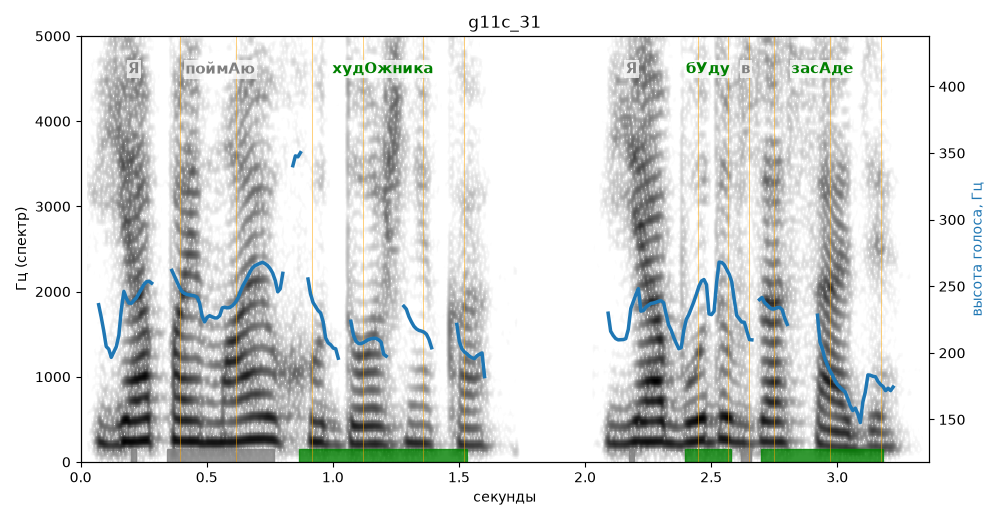 g11c_31
Я поймАю худОжника Я бУду в засАде
5000
4000
3000
2000
1000
0
Гц (спектр)
400
350
300
250
200
150
высота голоса, Гц
0.0 0.5 1.0 1.5 2.0 2.5 3.0
секунды